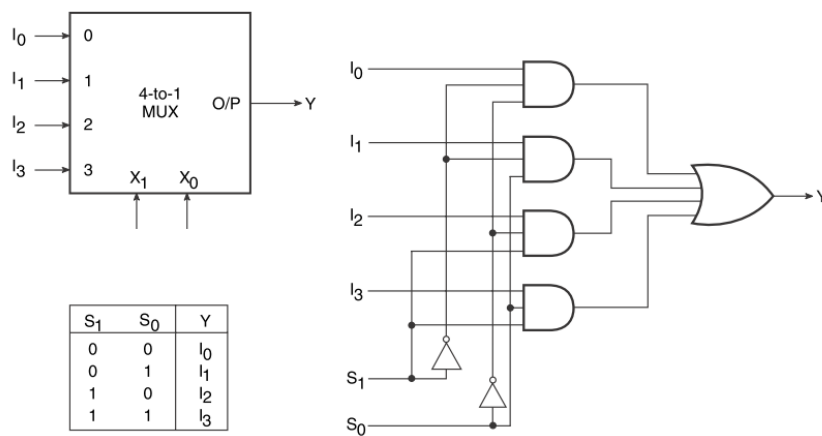 I0
0
I1
1
4-to-1
MUX
O/P
Y
I2
2
I3
3
X1
X0
I0
I1
I2
I3
S1
S0
Y
S1 S0 Y
0 0 I0
0 1 I1
1 0 I2
1 1 I3